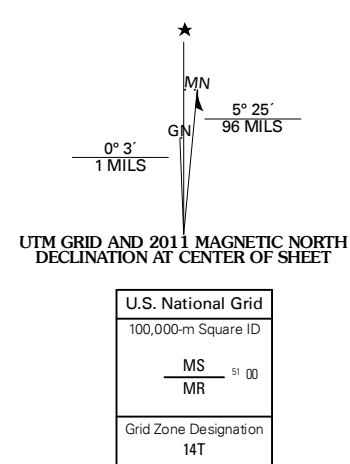 ★
MN
GN
5° 25´
96 MILS
0° 3´
1 MILS
UTM GRID AND 2011 MAGNETIC NORTH
DECLINATION AT CENTER OF SHEET
U.S. National Grid
100,000-m Square ID
MS
51 00
MR
Grid Zone Designation
14T